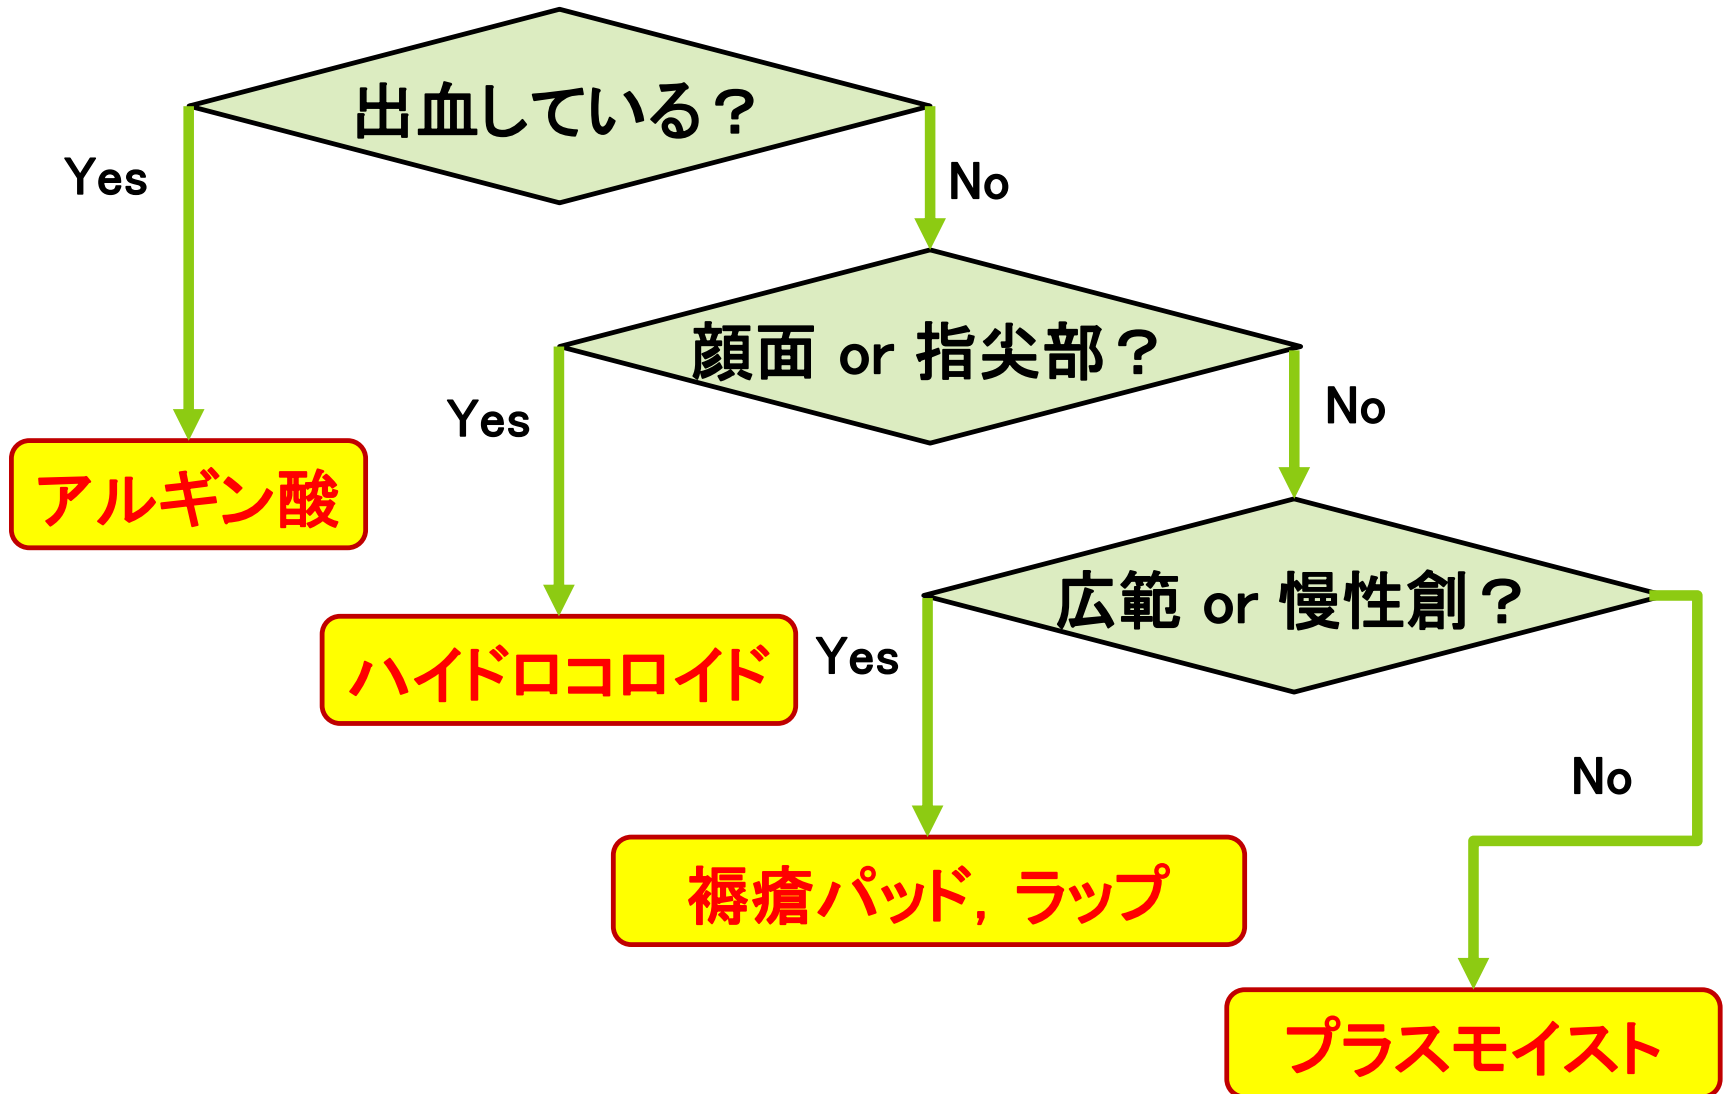 出血している？
Yes
No
顔面 or 指尖部？
Yes
No
アルギン酸
広範 or 慢性創？
ハイドロコロイド
Yes
No
褥瘡パッド，ラップ
プラスモイスト